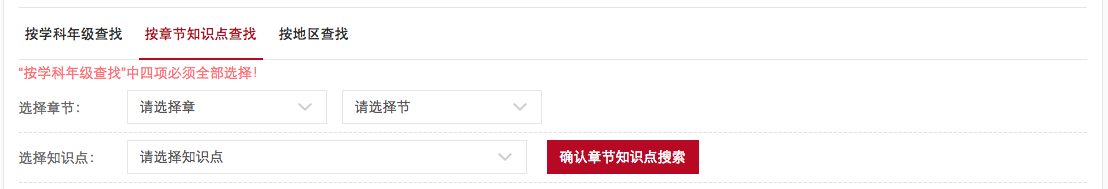 按学科年级查找 按章节知识点查找 按地区查找
"按学科年级查找"中四项必须全部选择!
选择章节: 请选择章 请选择节
选择知识点: 请选择知识点 确认章节知识点搜索